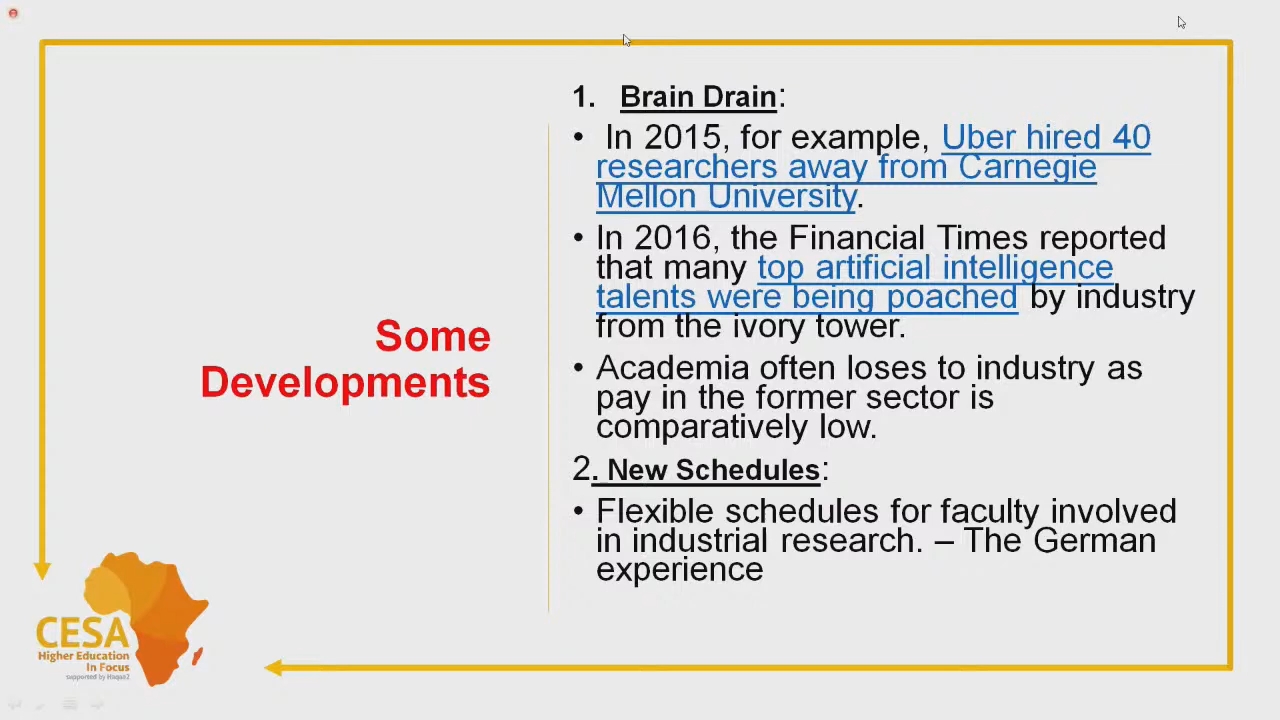 Some
Developments
1. Brain Drain:
• In 2015, for example, Uber hired 40
researchers away from Carnegie
Mellon University.
• In 2016, the Financial Times reported
that many top artificial intelligence
talents were being poached by industry
from the ivory tower.
• Academia often loses to industry as
pay in the former sector is
comparatively low.
2. New Schedules:
• Flexible schedules for faculty involved
in industrial research. – The German
experience
CESA
Higher Education
In Focus
supported by Haqaa2